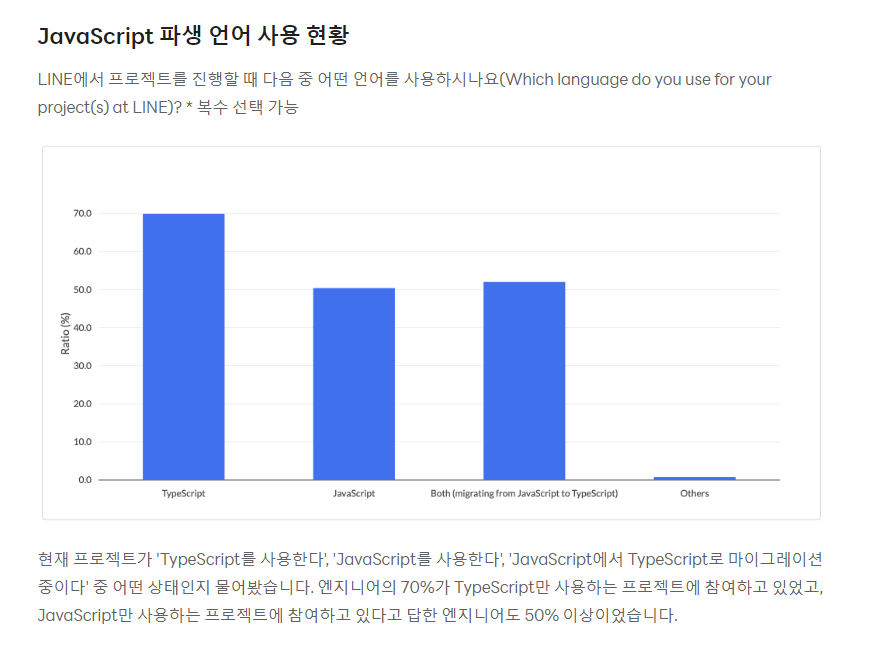 JavaScript 파생 언어 사용 현황
LINE에서 프로젝트를 진행할 때 다음 중 어떤 언어를 사용하시나요(Which language do you use for your
project(s) at LINE)? * 복수 선택 가능
70.0
60.0
50.0
40.0
30.0
20.0
10.0
0.0
Ratio (%)
TypeScript
JavaScript
Both (migrating from JavaScript to TypeScript)
Others
현재 프로젝트가 'TypeScript를 사용한다', 'JavaScript를 사용한다', 'JavaScript에서 TypeScript로 마이그레이션
중이다' 중 어떤 상태인지 물어봤습니다. 엔지니어의 70%가 TypeScript만 사용하는 프로젝트에 참여하고 있었고,
JavaScript만 사용하는 프로젝트에 참여하고 있다고 답한 엔지니어도 50% 이상이었습니다.